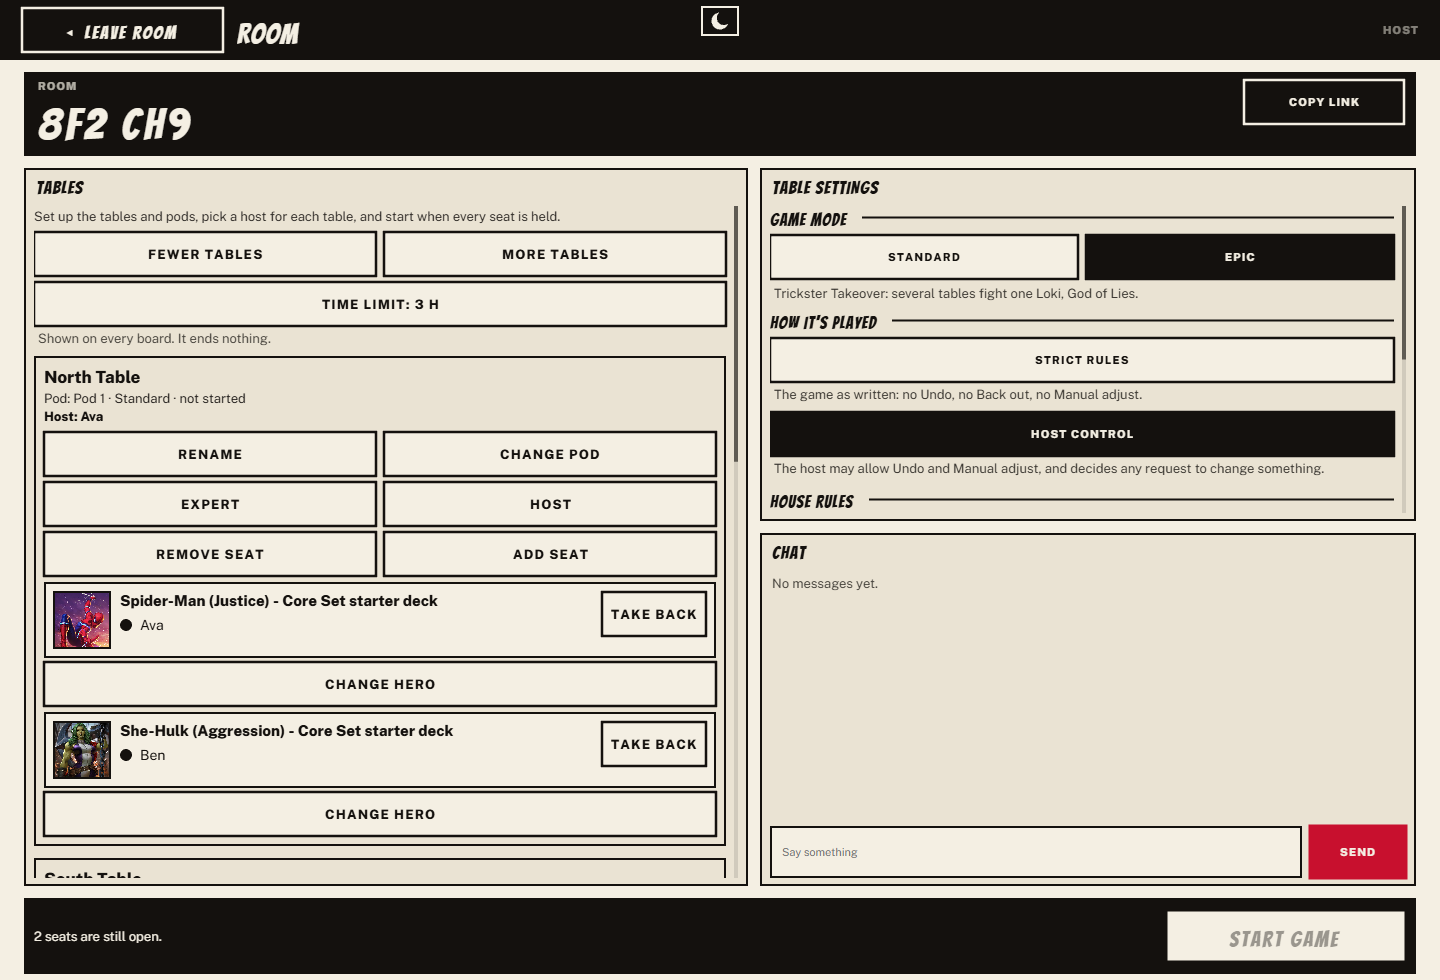 LEAVE ROOM
ROOM
HOST
ROOM
8F2 CH9
COPY LINK
TABLES
Set up the tables and pods, pick a host for each table, and start when every seat is held.
FEWER TABLES
MORE TABLES
TIME LIMIT: 3 H
Shown on every board. It ends nothing.
North Table
Pod: Pod 1 · Standard · not started
Host: Ava
RENAME
CHANGE POD
EXPERT
HOST
REMOVE SEAT
ADD SEAT
Spider-Man (Justice) - Core Set starter deck
Ava
TAKE BACK
CHANGE HERO
She-Hulk (Aggression) - Core Set starter deck
Ben
TAKE BACK
CHANGE HERO
South Table
TABLE SETTINGS
GAME MODE
STANDARD
EPIC
Trickster Takeover: several tables fight one Loki, God of Lies.
HOW IT'S PLAYED
STRICT RULES
The game as written: no Undo, no Back out, no Manual adjust.
HOST CONTROL
The host may allow Undo and Manual adjust, and decides any request to change something.
HOUSE RULES
CHAT
No messages yet.
Say something
SEND
2 seats are still open.
START GAME